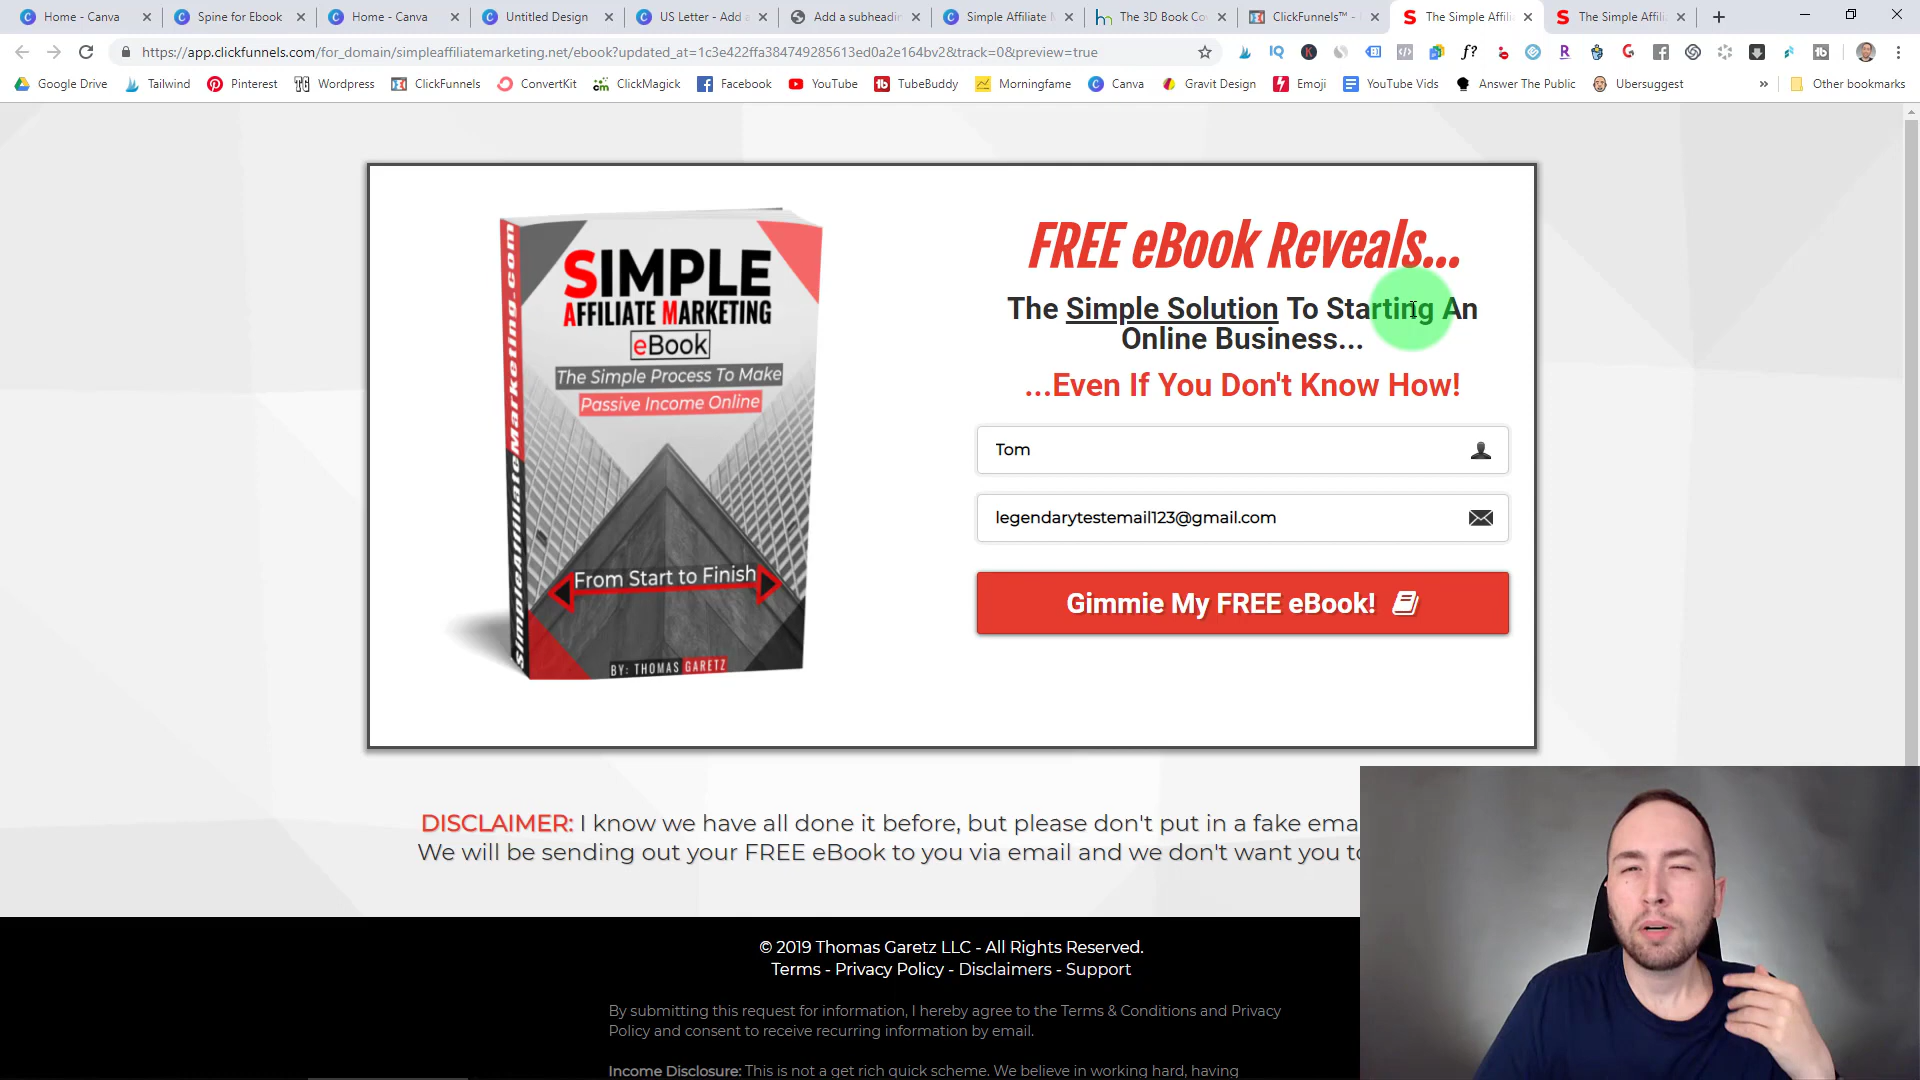 Home - Canva
Spine for Ebook
Home - Canva
Untitled Design
US Letter - Add
Add a subheadin
Simple Affiliate
The 3D Book Co
ClickFunnels™ -
The Simple Affili
The Simple Affili
https://app.clickfunnels.com/for_domain/simpleaffiliatemarketing.net/ebook?updated_at=1c3e422ffa384749285613ed0a2e164bv2&track=0&preview=true
Google Drive
Tailwind
Pinterest
Wordpress
ClickFunnels
ConvertKit
ClickMagick
Facebook
YouTube
TubeBuddy
Morningfame
Canva
Gravit Design
Emoji
YouTube Vids
Answer The Public
Ubersuggest
Other bookmarks
SimpleAffiliateMarketing.com
SIMPLE
AFFILIATE MARKETING
eBook
The Simple Process To Make
Passive Income Online
From Start to Finish
BY: THOMAS GARETZ
FREE eBook Reveals...
The Simple Solution To Starting An
Online Business...
...Even If You Don't Know How!
Tom
legendarytestemail123@gmail.com
Gimmie My FREE eBook!
DISCLAIMER: I know we have all done it before, but please don't put in a fake ema
We will be sending out your FREE eBook to you via email and we don't want you to
© 2019 Thomas Garetz LLC - All Rights Reserved.
Terms - Privacy Policy - Disclaimers - Support
By submitting this request for information, I hereby agree to the Terms & Conditions and Privacy
Policy and consent to receive recurring information by email.
Income Disclosure: This is not a get rich quick scheme. We believe in working hard, having